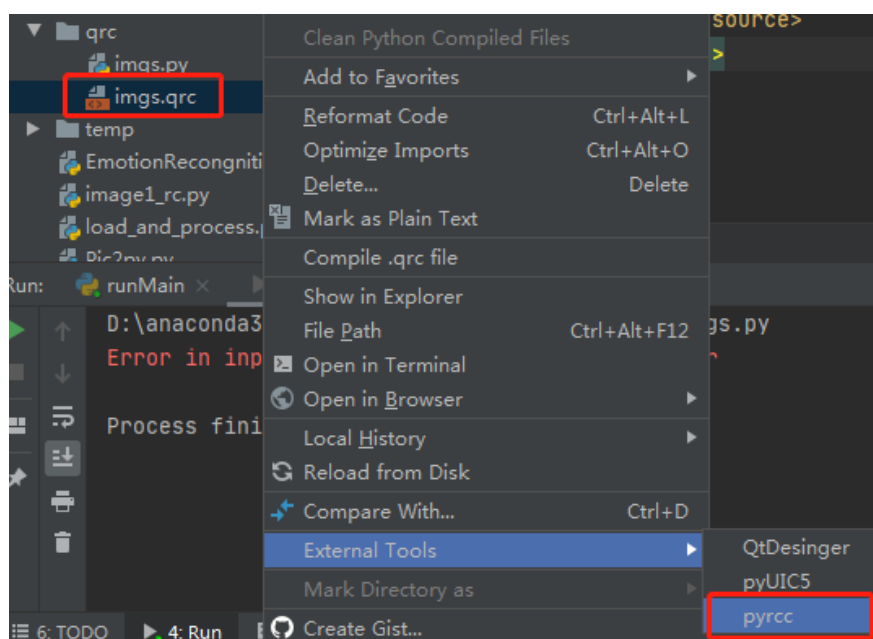 qrc
imgs.py
imgs.qrc
temp
EmotionRecongniti
image1_rc.py
load_and_process.
Pic2py.py
source>
>
Clean Python Compiled Files
Add to Favorites
Reformat Code Ctrl+Alt+L
Optimize Imports Ctrl+Alt+O
Delete... Delete
Mark as Plain Text
Compile .qrc file
Show in Explorer
File Path Ctrl+Alt+F12
Open in Terminal
Open in Browser
Local History
Reload from Disk
Compare With... Ctrl+D
External Tools
Mark Directory as
Create Gist...
QtDesinger
pyUIC5
pyrcc
Run: runMain
D:\anaconda3
gs.py
Error in inp
r
Process fini
6: TODO 4: Run